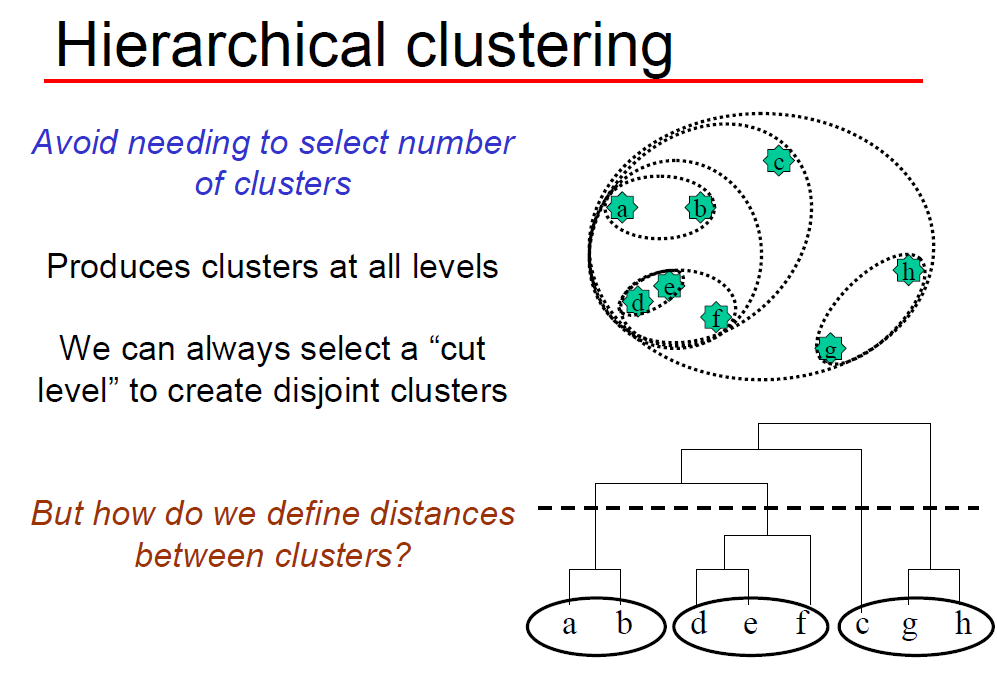 Hierarchical clustering
Avoid needing to select number
of clusters
Produces clusters at all levels
We can always select a “cut
level” to create disjoint clusters
But how do we define distances
between clusters?
c
a b
h
e
d
f
g
a b d e f c g h